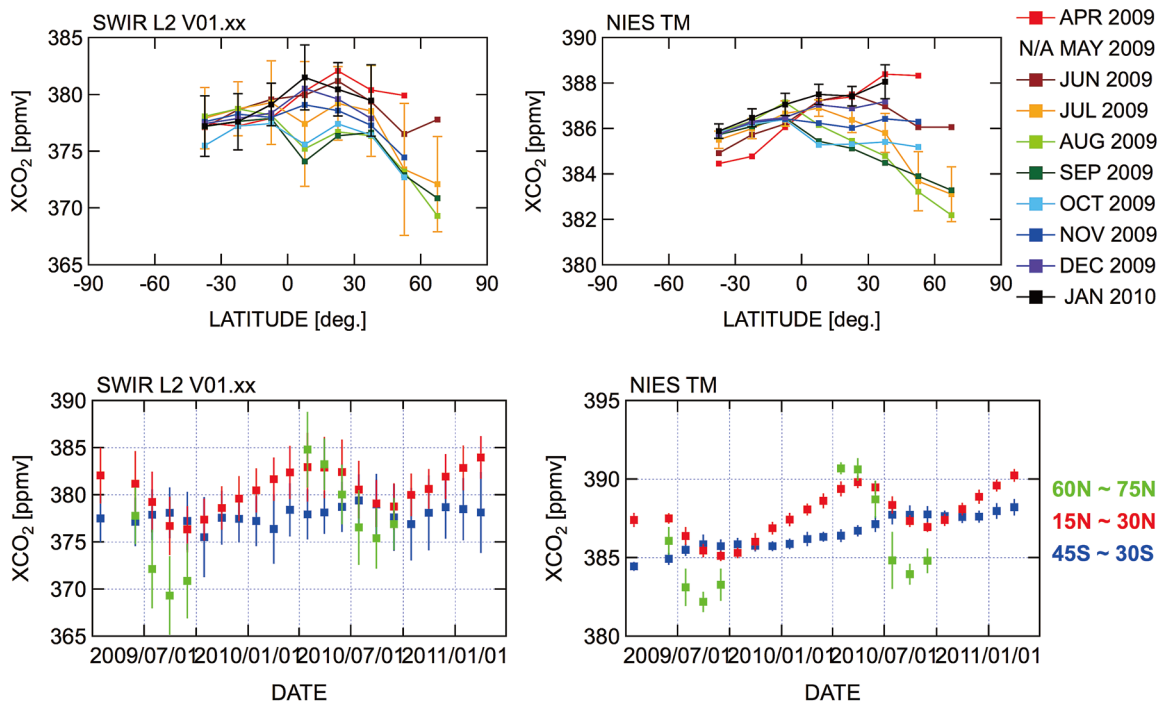 SWIR L2 V01.xx
385
380
375
370
365
XCO2 [ppmv]
-90 -60 -30 0 30 60 90
LATITUDE [deg.]
NIES TM
390
388
386
384
382
380
XCO2 [ppmv]
-90 -60 -30 0 30 60 90
LATITUDE [deg.]
APR 2009
N/A MAY 2009
JUN 2009
JUL 2009
AUG 2009
SEP 2009
OCT 2009
NOV 2009
DEC 2009
JAN 2010
SWIR L2 V01.xx
390
385
380
375
370
365
XCO2 [ppmv]
2009/07/01 2010/01/01 2010/07/01 2011/01/01
DATE
NIES TM
395
390
385
380
XCO2 [ppmv]
2009/07/01 2010/01/01 2010/07/01 2011/01/01
DATE
60N ~ 75N
15N ~ 30N
45S ~ 30S